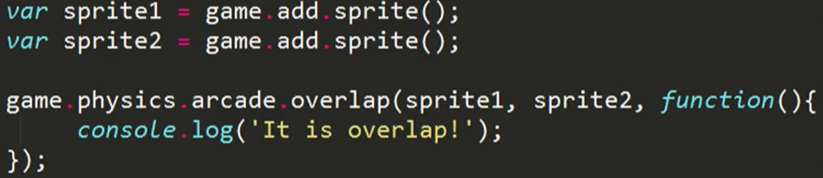 var sprite1 = game.add.sprite();
var sprite2 = game.add.sprite();
game.physics.arcade.overlap(sprite1, sprite2, function(){
console.log('It is overlap!');
});